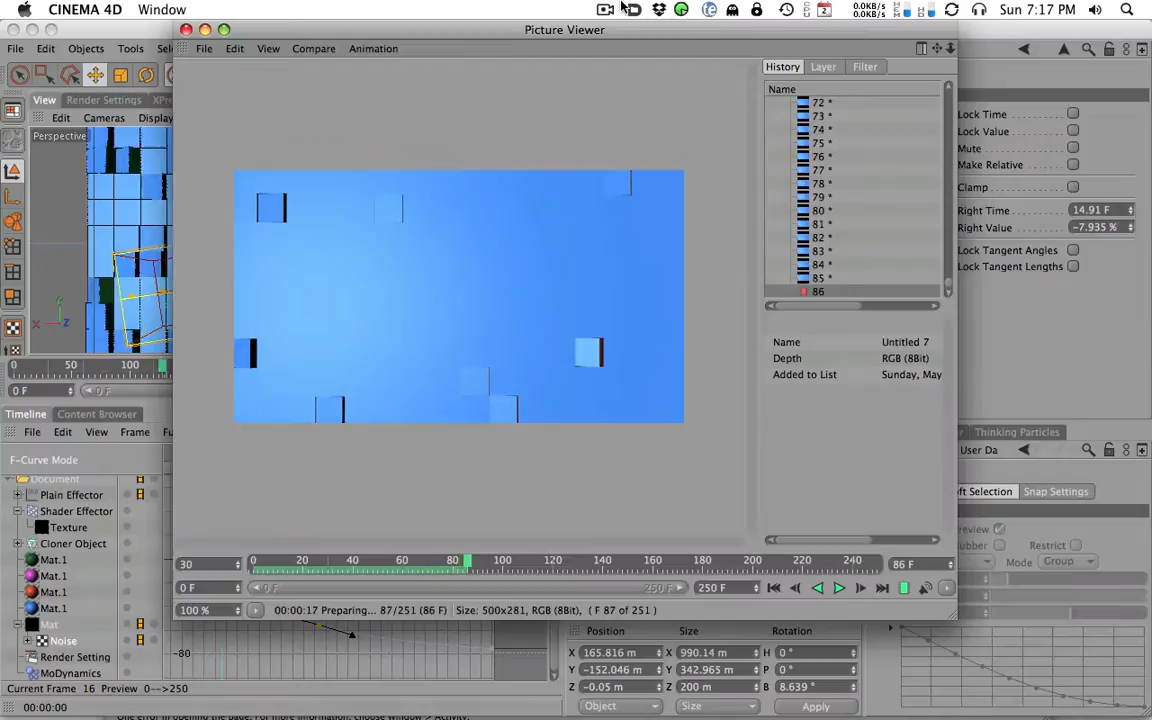 CINEMA 4D Window
0.0KB/s
0.0KB/s
Sun 7:17 PM
File Edit Objects Tools
View Render Settings
View Cameras Display
Perspective
0 50 100
0 F
Timeline Content Browser
File Edit View Frame
F-Curve Mode
Document
Plain Effector
Shader Effector
Texture
Cloner Object
Mat.1
Mat.1
Mat.1
Mat.1
Mat
Noise
Render Setting
MoDynamics
Current Frame 16 Preview 0-->250
00:00:00
-80
Picture Viewer
File Edit View Compare Animation
History Layer Filter
Name
72 *
73 *
74 *
75 *
76 *
77 *
78 *
79 *
80 *
81 *
82 *
83 *
84 *
85 *
86
Name Untitled 7
Depth RGB (8Bit)
Added to List Sunday, May
30 0 20 40 60 80 100 120 140 160 180 200 220 240 86 F
0 F 0 F 250 F 250 F
100 % 00:00:17 Preparing... 87/251 (86 F) Size: 500x281, RGB (8Bit), ( F 87 of 251 )
Lock Time
Lock Value
Mute
Make Relative
Clamp
Right Time 14.91 F
Right Value -7.935 %
Lock Tangent Angles
Lock Tangent Lengths
Thinking Particles
User Da
oft Selection Snap Settings
Restrict
Mode Group
Position Size Rotation
X 165.816 m X 990.14 m H 0 °
Y -152.046 m Y 342.965 m P 0 °
Z -0.05 m Z 200 m B 8.639 °
Object Size Apply